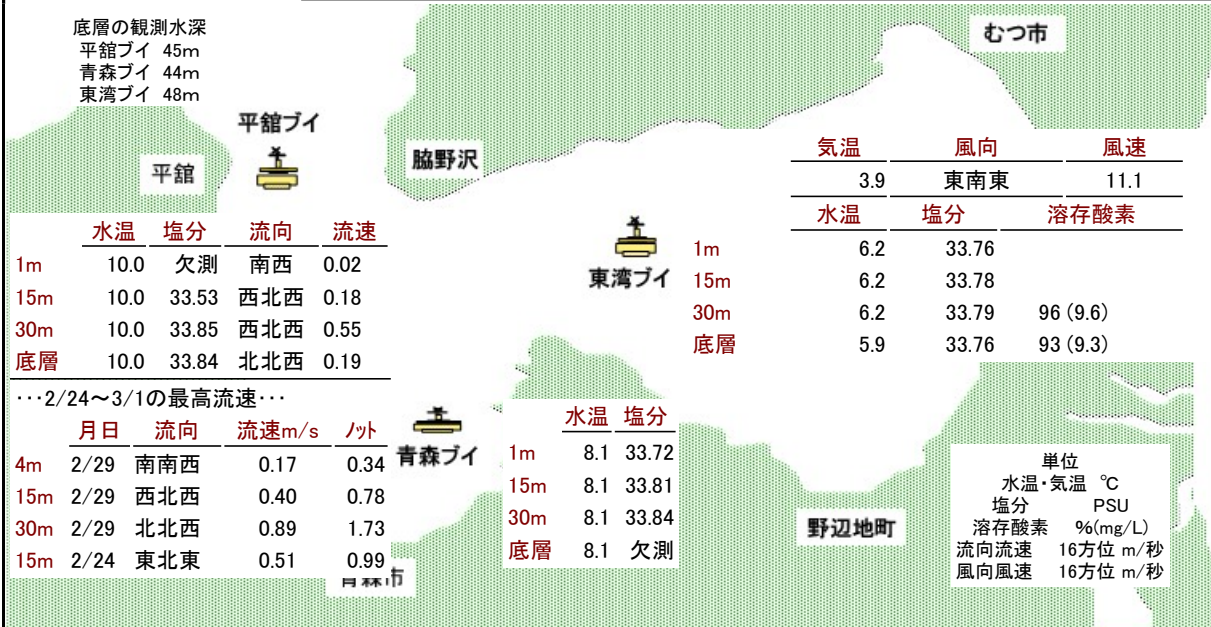 底層の観測水深
平舘ブイ 45m
青森ブイ 44m
東湾ブイ 48m
むつ市
平舘ブイ
平舘
脇野沢
気温 風向 風速
3.9 東南東 11.1
水温 塩分 溶存酸素
1m 6.2 33.76
15m 6.2 33.78
30m 6.2 33.79 96 (9.6)
底層 5.9 33.76 93 (9.3)
東湾ブイ
水温 塩分 流向 流速
1m 10.0 欠測 南西 0.02
15m 10.0 33.53 西北西 0.18
30m 10.0 33.85 西北西 0.55
底層 10.0 33.84 北北西 0.19
･･･2/24～3/1の最高流速･･･
月日 流向 流速m/s ノット
4m 2/29 南南西 0.17 0.34
15m 2/29 西北西 0.40 0.78
30m 2/29 北北西 0.89 1.73
15m 2/24 東北東 0.51 0.99
青森ブイ
水温 塩分
1m 8.1 33.72
15m 8.1 33.81
30m 8.1 33.84
底層 8.1 欠測
青森市
野辺地町
単位
水温・気温 ℃
塩分 PSU
溶存酸素 %(mg/L)
流向流速 16方位 m/秒
風向風速 16方位 m/秒